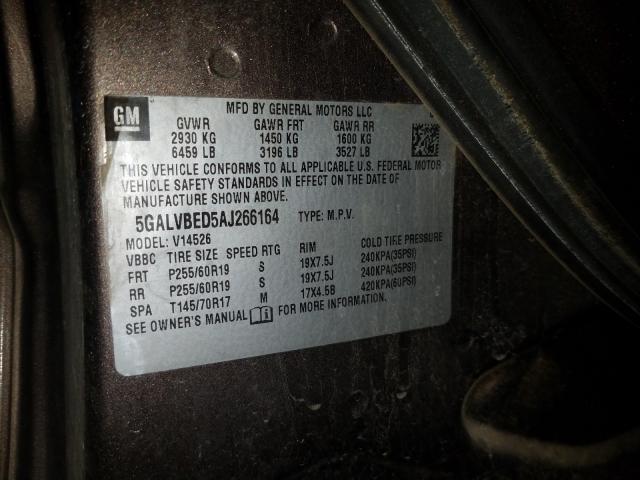 GM
MFD BY GENERAL MOTORS LLC
GVWR GAWR FRT GAWR RR
2930 KG 1450 KG 1600 KG
6459 LB 3196 LB 3527 LB
THIS VEHICLE CONFORMS TO ALL APPLICABLE U.S. FEDERAL MOTOR
VEHICLE SAFETY STANDARDS IN EFFECT ON THE DATE OF
MANUFACTURE SHOWN ABOVE.
5GALVBED5AJ266164 TYPE: M.P.V.
MODEL: V14526
VBBC TIRE SIZE SPEED RTG RIM COLD TIRE PRESSURE
FRT P255/60R19 S 19X7.5J 240KPA(35PSI)
RR P255/60R19 S 19X7.5J 240KPA(35PSI)
SPA T145/70R17 M 17X4.5B 420KPA(60PSI)
SEE OWNER'S MANUAL FOR MORE INFORMATION.